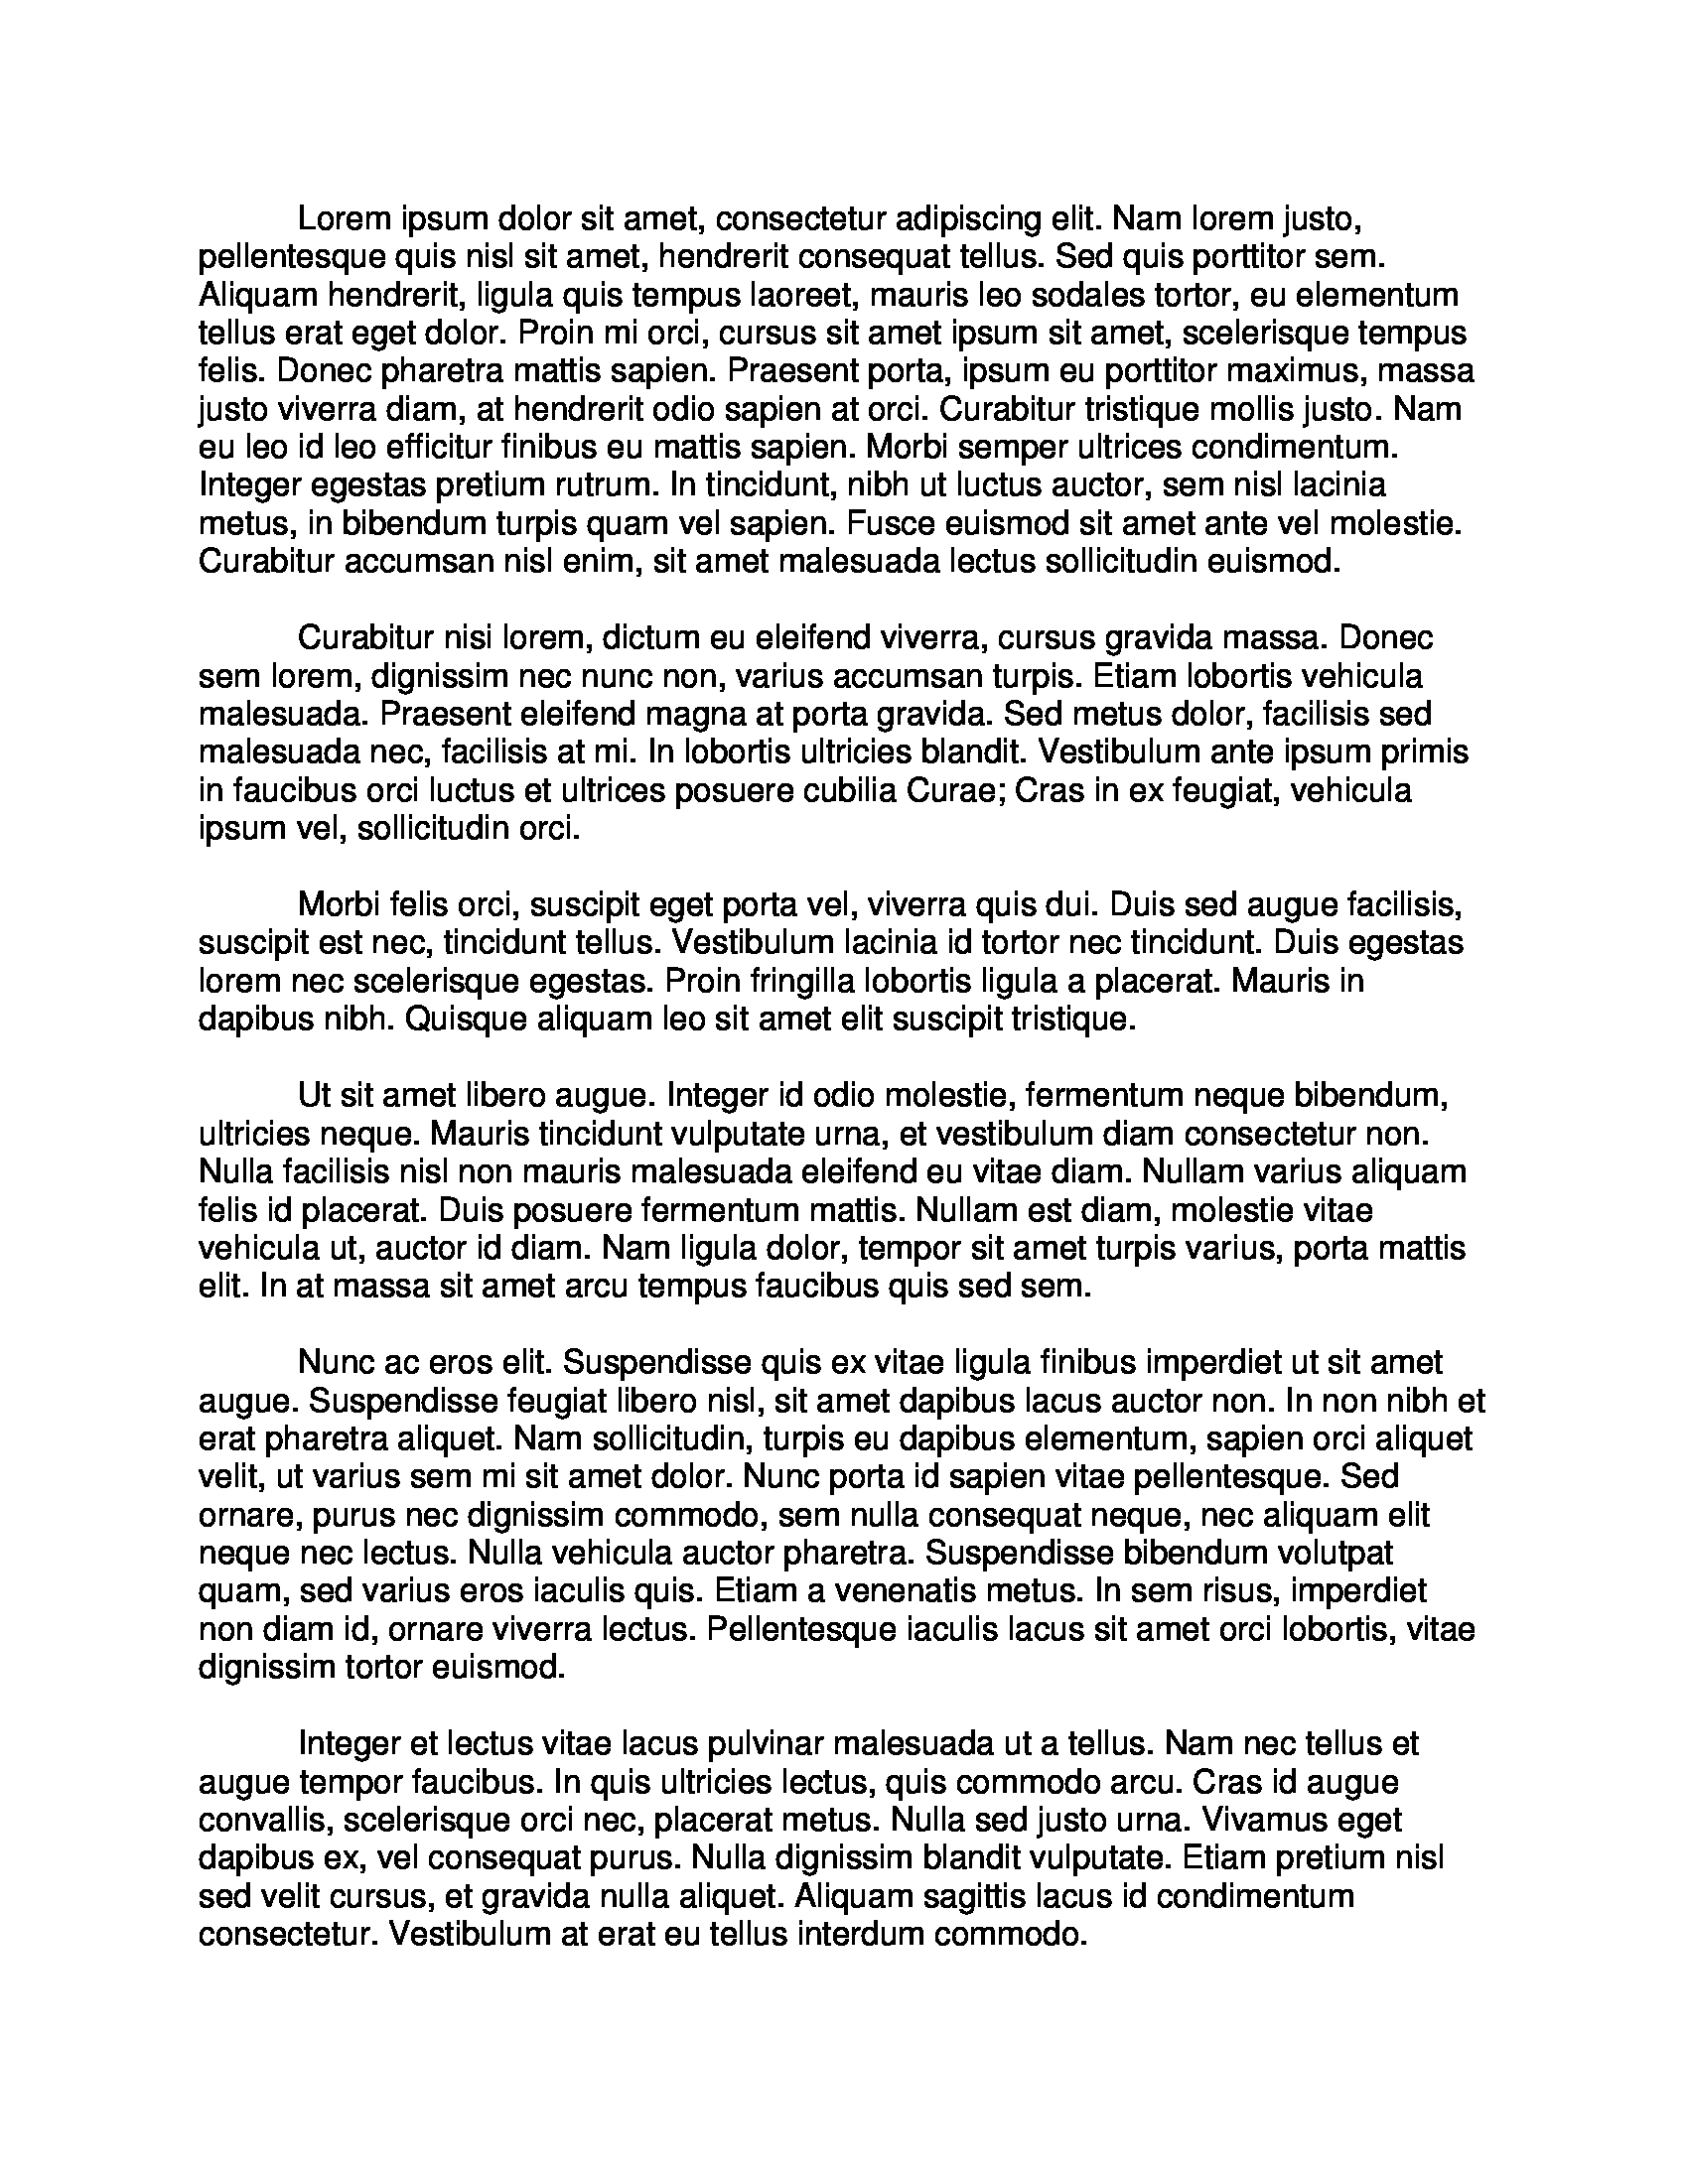 Lorem ipsum dolor sit amet, consectetur adipiscing elit. Nam lorem justo,
pellentesque quis nisl sit amet, hendrerit consequat tellus. Sed quis porttitor sem.
Aliquam hendrerit, ligula quis tempus laoreet, mauris leo sodales tortor, eu elementum
tellus erat eget dolor. Proin mi orci, cursus sit amet ipsum sit amet, scelerisque tempus
felis. Donec pharetra mattis sapien. Praesent porta, ipsum eu porttitor maximus, massa
justo viverra diam, at hendrerit odio sapien at orci. Curabitur tristique mollis justo. Nam
eu leo id leo efficitur finibus eu mattis sapien. Morbi semper ultrices condimentum.
Integer egestas pretium rutrum. In tincidunt, nibh ut luctus auctor, sem nisl lacinia
metus, in bibendum turpis quam vel sapien. Fusce euismod sit amet ante vel molestie.
Curabitur accumsan nisl enim, sit amet malesuada lectus sollicitudin euismod.
Curabitur nisi lorem, dictum eu eleifend viverra, cursus gravida massa. Donec
sem lorem, dignissim nec nunc non, varius accumsan turpis. Etiam lobortis vehicula
malesuada. Praesent eleifend magna at porta gravida. Sed metus dolor, facilisis sed
malesuada nec, facilisis at mi. In lobortis ultricies blandit. Vestibulum ante ipsum primis
in faucibus orci luctus et ultrices posuere cubilia Curae; Cras in ex feugiat, vehicula
ipsum vel, sollicitudin orci.
Morbi felis orci, suscipit eget porta vel, viverra quis dui. Duis sed augue facilisis,
suscipit est nec, tincidunt tellus. Vestibulum lacinia id tortor nec tincidunt. Duis egestas
lorem nec scelerisque egestas. Proin fringilla lobortis ligula a placerat. Mauris in
dapibus nibh. Quisque aliquam leo sit amet elit suscipit tristique.
Ut sit amet libero augue. Integer id odio molestie, fermentum neque bibendum,
ultricies neque. Mauris tincidunt vulputate urna, et vestibulum diam consectetur non.
Nulla facilisis nisl non mauris malesuada eleifend eu vitae diam. Nullam varius aliquam
felis id placerat. Duis posuere fermentum mattis. Nullam est diam, molestie vitae
vehicula ut, auctor id diam. Nam ligula dolor, tempor sit amet turpis varius, porta mattis
elit. In at massa sit amet arcu tempus faucibus quis sed sem.
Nunc ac eros elit. Suspendisse quis ex vitae ligula finibus imperdiet ut sit amet
augue. Suspendisse feugiat libero nisl, sit amet dapibus lacus auctor non. In non nibh et
erat pharetra aliquet. Nam sollicitudin, turpis eu dapibus elementum, sapien orci aliquet
velit, ut varius sem mi sit amet dolor. Nunc porta id sapien vitae pellentesque. Sed
ornare, purus nec dignissim commodo, sem nulla consequat neque, nec aliquam elit
neque nec lectus. Nulla vehicula auctor pharetra. Suspendisse bibendum volutpat
quam, sed varius eros iaculis quis. Etiam a venenatis metus. In sem risus, imperdiet
non diam id, ornare viverra lectus. Pellentesque iaculis lacus sit amet orci lobortis, vitae
dignissim tortor euismod.
Integer et lectus vitae lacus pulvinar malesuada ut a tellus. Nam nec tellus et
augue tempor faucibus. In quis ultricies lectus, quis commodo arcu. Cras id augue
convallis, scelerisque orci nec, placerat metus. Nulla sed justo urna. Vivamus eget
dapibus ex, vel consequat purus. Nulla dignissim blandit vulputate. Etiam pretium nisl
sed velit cursus, et gravida nulla aliquet. Aliquam sagittis lacus id condimentum
consectetur. Vestibulum at erat eu tellus interdum commodo.